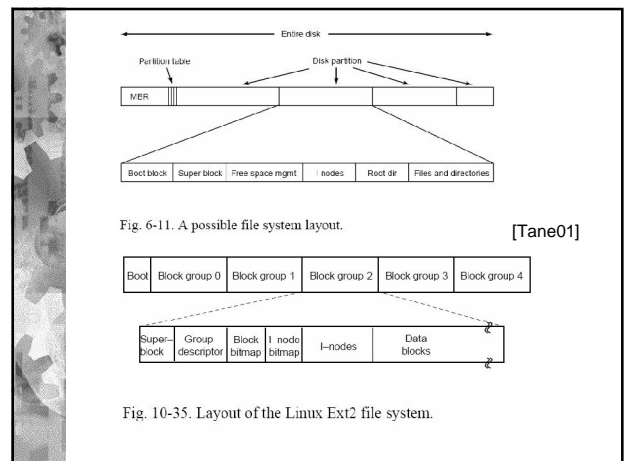 Entire disk
Partition table
Disk partition
MBR
Boot block Super block Free space mgmt I nodes Root dir Files and directories
Fig. 6-11. A possible file system layout.
[Tane01]
Boot Block group 0 Block group 1 Block group 2 Block group 3 Block group 4
Super–block Group descriptor Block bitmap I node bitmap I–nodes Data blocks
Fig. 10-35. Layout of the Linux Ext2 file system.